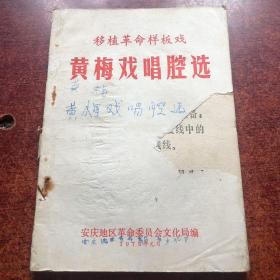 移植革命样板戏
黄梅戏唱腔选
黄梅戏唱腔选
线中的
线。
安庆地区革命委员会文化局编